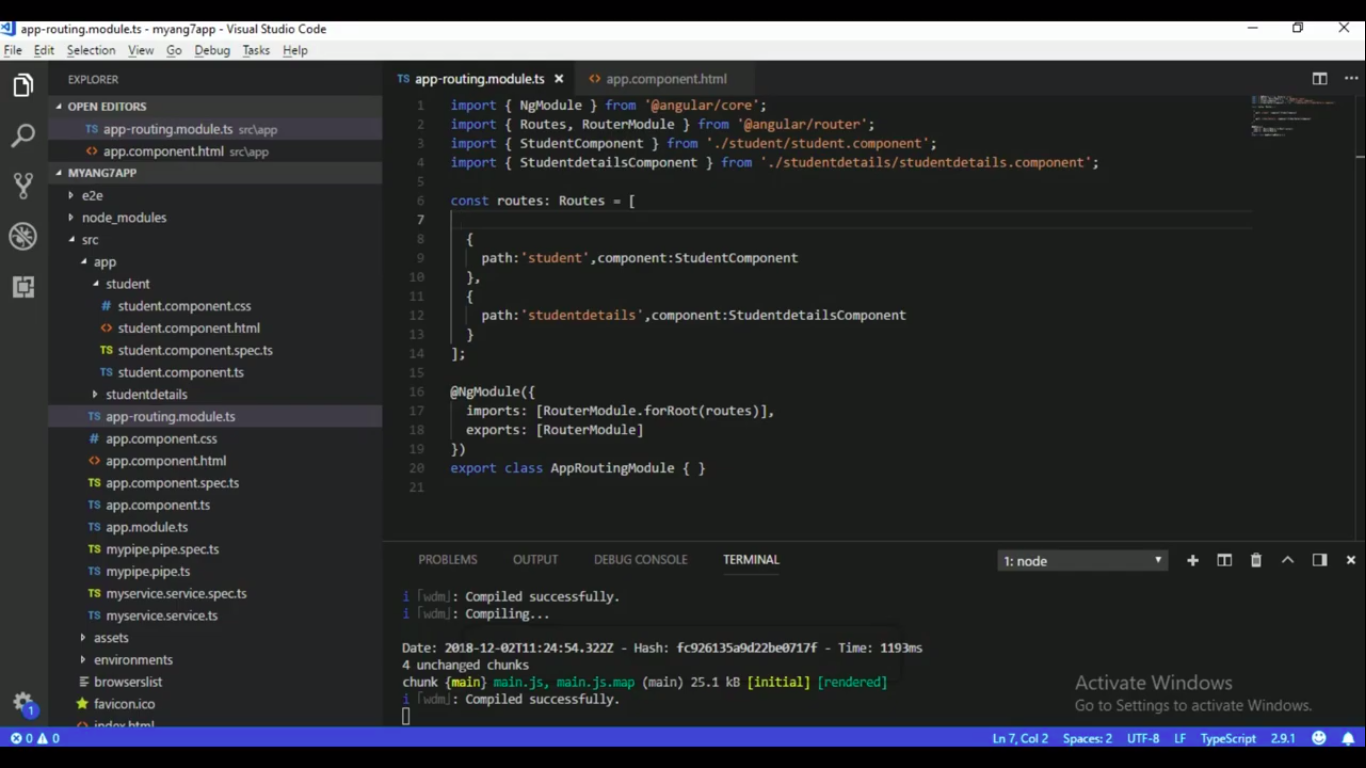 app-routing.module.ts - myang7app - Visual Studio Code
File Edit Selection View Go Debug Tasks Help
EXPLORER
OPEN EDITORS
TS app-routing.module.ts src\app
<> app.component.html src\app
MYANG7APP
e2e
node_modules
src
app
student
# student.component.css
<> student.component.html
TS student.component.spec.ts
TS student.component.ts
studentdetails
TS app-routing.module.ts
# app.component.css
<> app.component.html
TS app.component.spec.ts
TS app.component.ts
TS app.module.ts
TS mypipe.pipe.spec.ts
TS mypipe.pipe.ts
TS myservice.service.spec.ts
TS myservice.service.ts
assets
environments
browserslist
favicon.ico
index.html
1
TS app-routing.module.ts × <> app.component.html
1 import { NgModule } from '@angular/core';
2 import { Routes, RouterModule } from '@angular/router';
3 import { StudentComponent } from './student/student.component';
4 import { StudentdetailsComponent } from './studentdetails/studentdetails.component';
5
6 const routes: Routes = [
7
8 {
9 path:'student',component:StudentComponent
10 },
11 {
12 path:'studentdetails',component:StudentdetailsComponent
13 }
14 ];
15
16 @NgModule({
17 imports: [RouterModule.forRoot(routes)],
18 exports: [RouterModule]
19 })
20 export class AppRoutingModule { }
21
PROBLEMS OUTPUT DEBUG CONSOLE TERMINAL 1: node
i ｢wdm｣: Compiled successfully.
i ｢wdm｣: Compiling...
Date: 2018-12-02T11:24:54.322Z - Hash: fc926135a9d22be0717f - Time: 1193ms
4 unchanged chunks
chunk {main} main.js, main.js.map (main) 25.1 kB [initial] [rendered]
i ｢wdm｣: Compiled successfully.
Activate Windows
Go to Settings to activate Windows.
0 0 Ln 7, Col 2 Spaces: 2 UTF-8 LF TypeScript 2.9.1